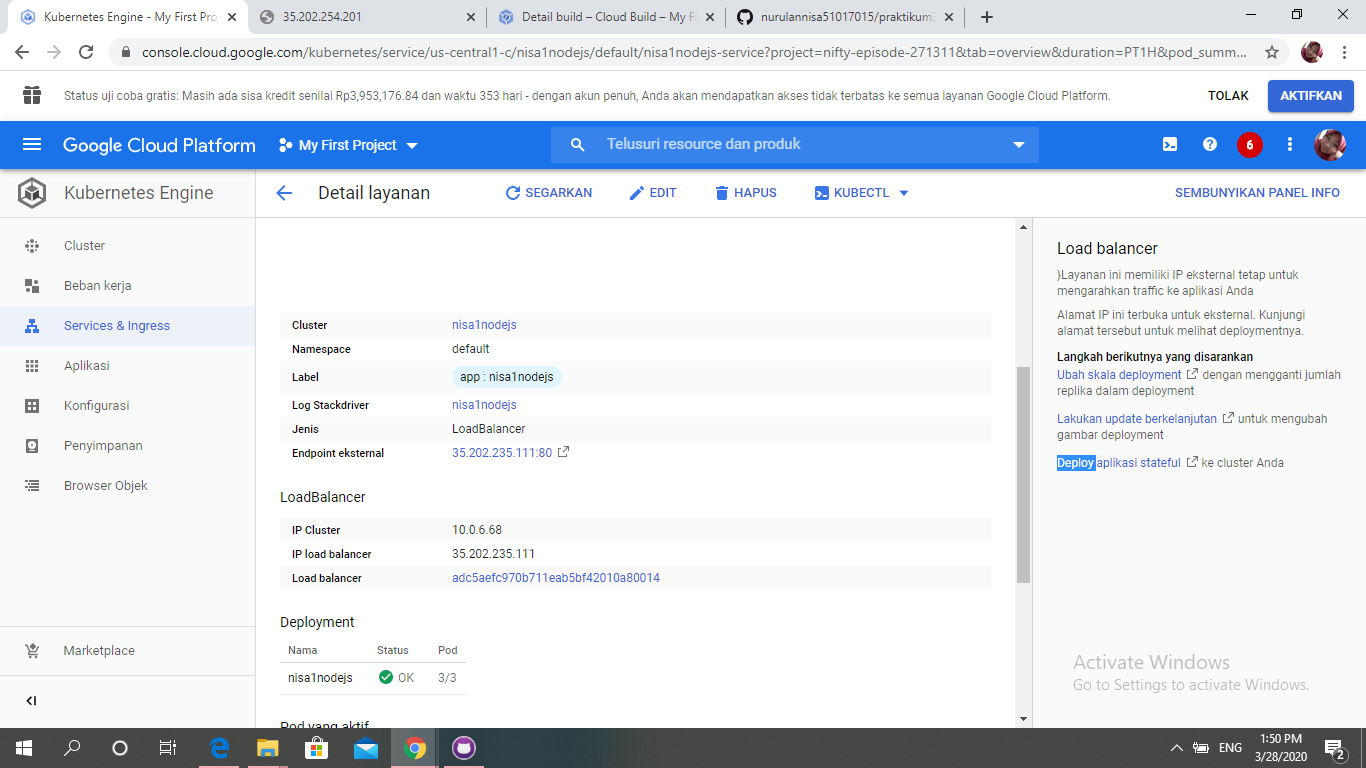 Kubernetes Engine - My First Pro
35.202.254.201
Detail build – Cloud Build – My F
nurulannisa51017015/praktikum
console.cloud.google.com/kubernetes/service/us-central1-c/nisa1nodejs/default/nisa1nodejs-service?project=nifty-episode-271311&tab=overview&duration=PT1H&pod_summ...
Status uji coba gratis: Masih ada sisa kredit senilai Rp3,953,176.84 dan waktu 353 hari - dengan akun penuh, Anda akan mendapatkan akses tidak terbatas ke semua layanan Google Cloud Platform.
TOLAK
AKTIFKAN
Google Cloud Platform
My First Project
Telusuri resource dan produk
6
Kubernetes Engine
Detail layanan
SEGARKAN
EDIT
HAPUS
KUBECTL
SEMBUNYIKAN PANEL INFO
Cluster
Beban kerja
Services & Ingress
Aplikasi
Konfigurasi
Penyimpanan
Browser Objek
Marketplace
Cluster nisa1nodejs
Namespace default
Label app : nisa1nodejs
Log Stackdriver nisa1nodejs
Jenis LoadBalancer
Endpoint eksternal 35.202.235.111:80
LoadBalancer
IP Cluster 10.0.6.68
IP load balancer 35.202.235.111
Load balancer adc5aefc970b711eab5bf42010a80014
Deployment
Nama Status Pod
nisa1nodejs OK 3/3
Pod yang aktif
Load balancer
}Layanan ini memiliki IP eksternal tetap untuk
mengarahkan traffic ke aplikasi Anda
Alamat IP ini terbuka untuk eksternal. Kunjungi
alamat tersebut untuk melihat deploymentnya.
Langkah berikutnya yang disarankan
Ubah skala deployment dengan mengganti jumlah
replika dalam deployment
Lakukan update berkelanjutan untuk mengubah
gambar deployment
Deploy aplikasi stateful ke cluster Anda
Activate Windows
Go to Settings to activate Windows.
ENG
1:50 PM
3/28/2020
2